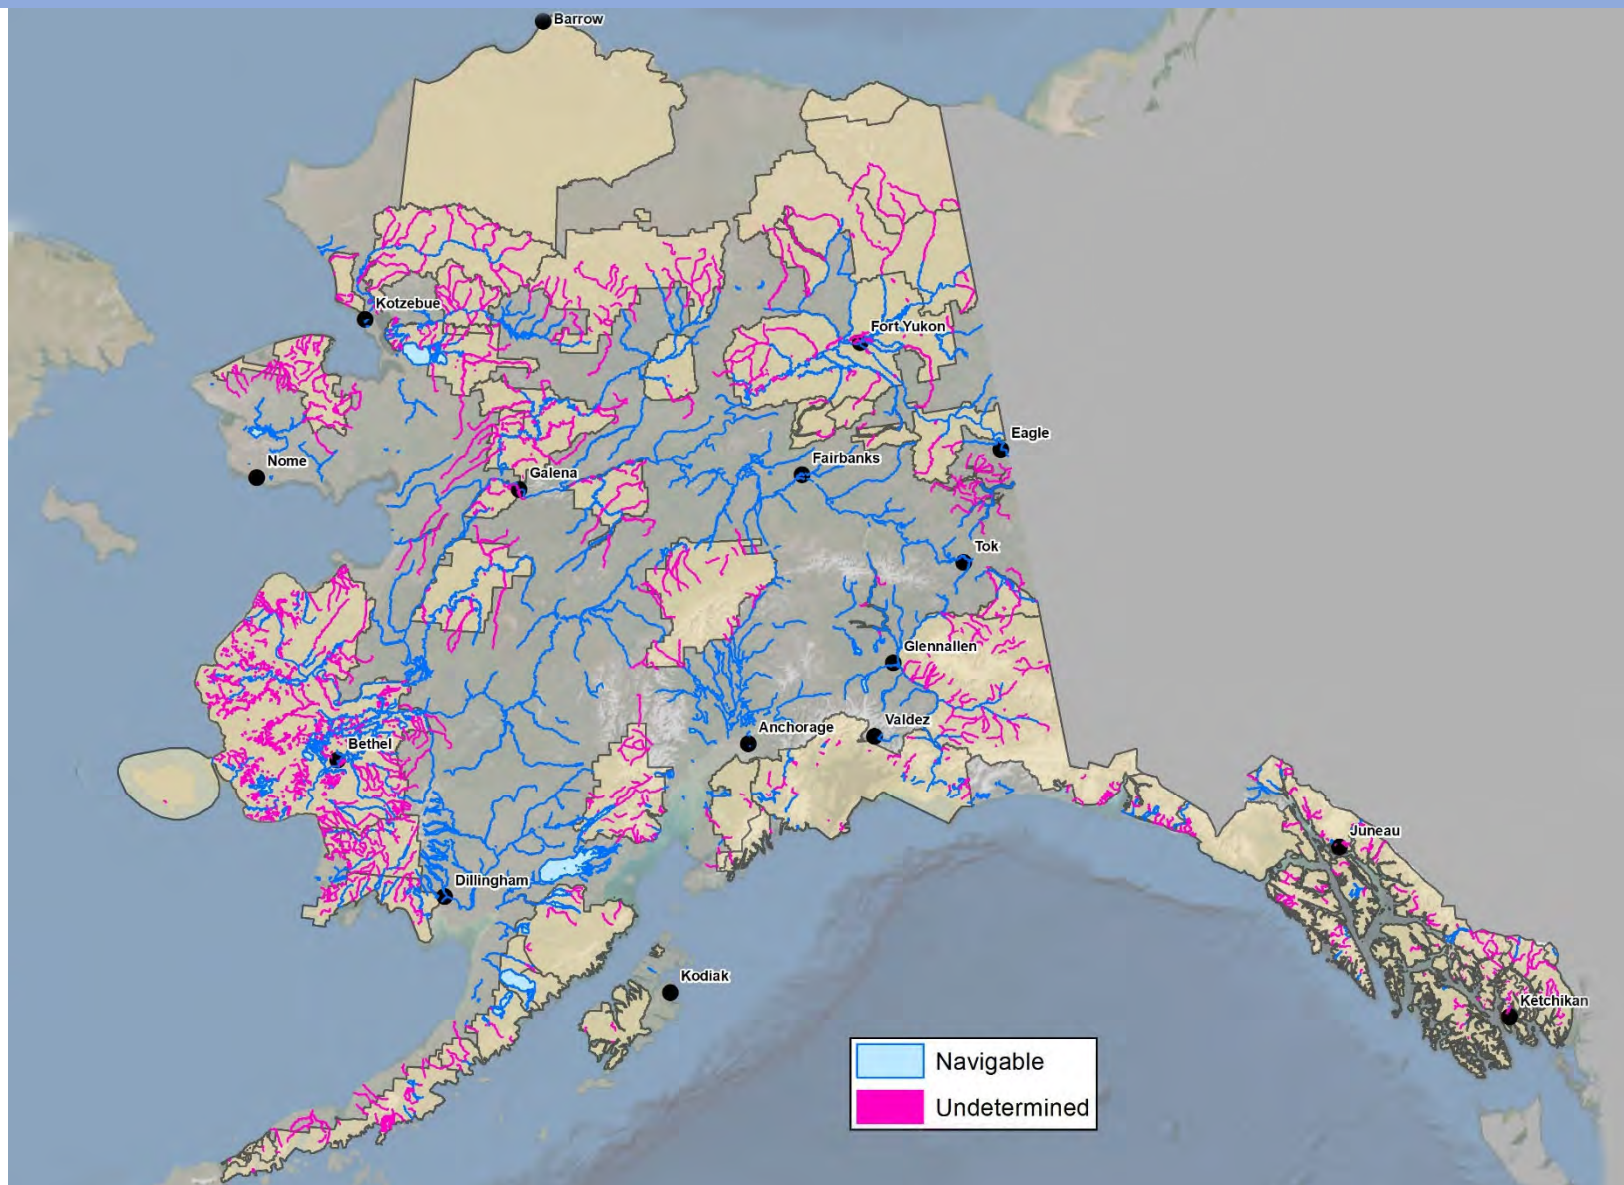 Barrow
Kotzebue
Fort Yukon
Eagle
Nome
Galena
Fairbanks
Tok
Glennallen
Bethel
Anchorage
Valdez
Juneau
Dillingham
Kodiak
Ketchikan
Navigable
Undetermined